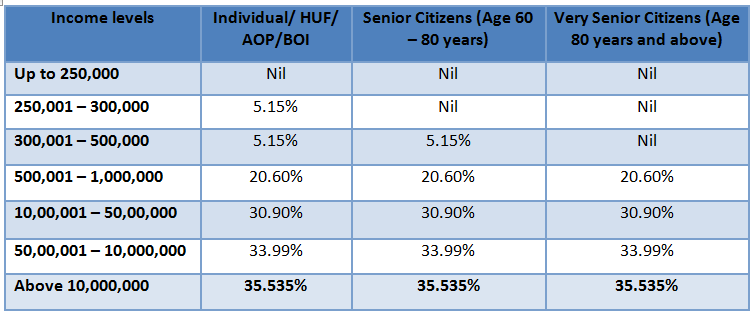 Income levels Individual/ HUF/ AOP/BOI Senior Citizens (Age 60 – 80 years) Very Senior Citizens (Age 80 years and above)
Up to 250,000 Nil Nil Nil
250,001 – 300,000 5.15% Nil Nil
300,001 – 500,000 5.15% 5.15% Nil
500,001 – 1,000,000 20.60% 20.60% 20.60%
10,00,001 – 50,00,000 30.90% 30.90% 30.90%
50,00,001 – 10,000,000 33.99% 33.99% 33.99%
Above 10,000,000 35.535% 35.535% 35.535%